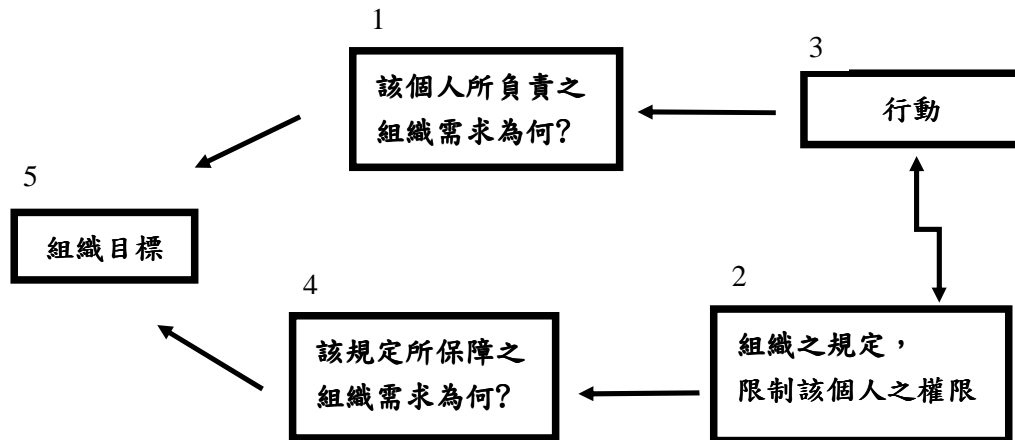 1
該個人所負責之
組織需求為何?
3
行動
5
組織目標
4
該規定所保障之
組織需求為何?
2
組織之規定，
限制該個人之權限